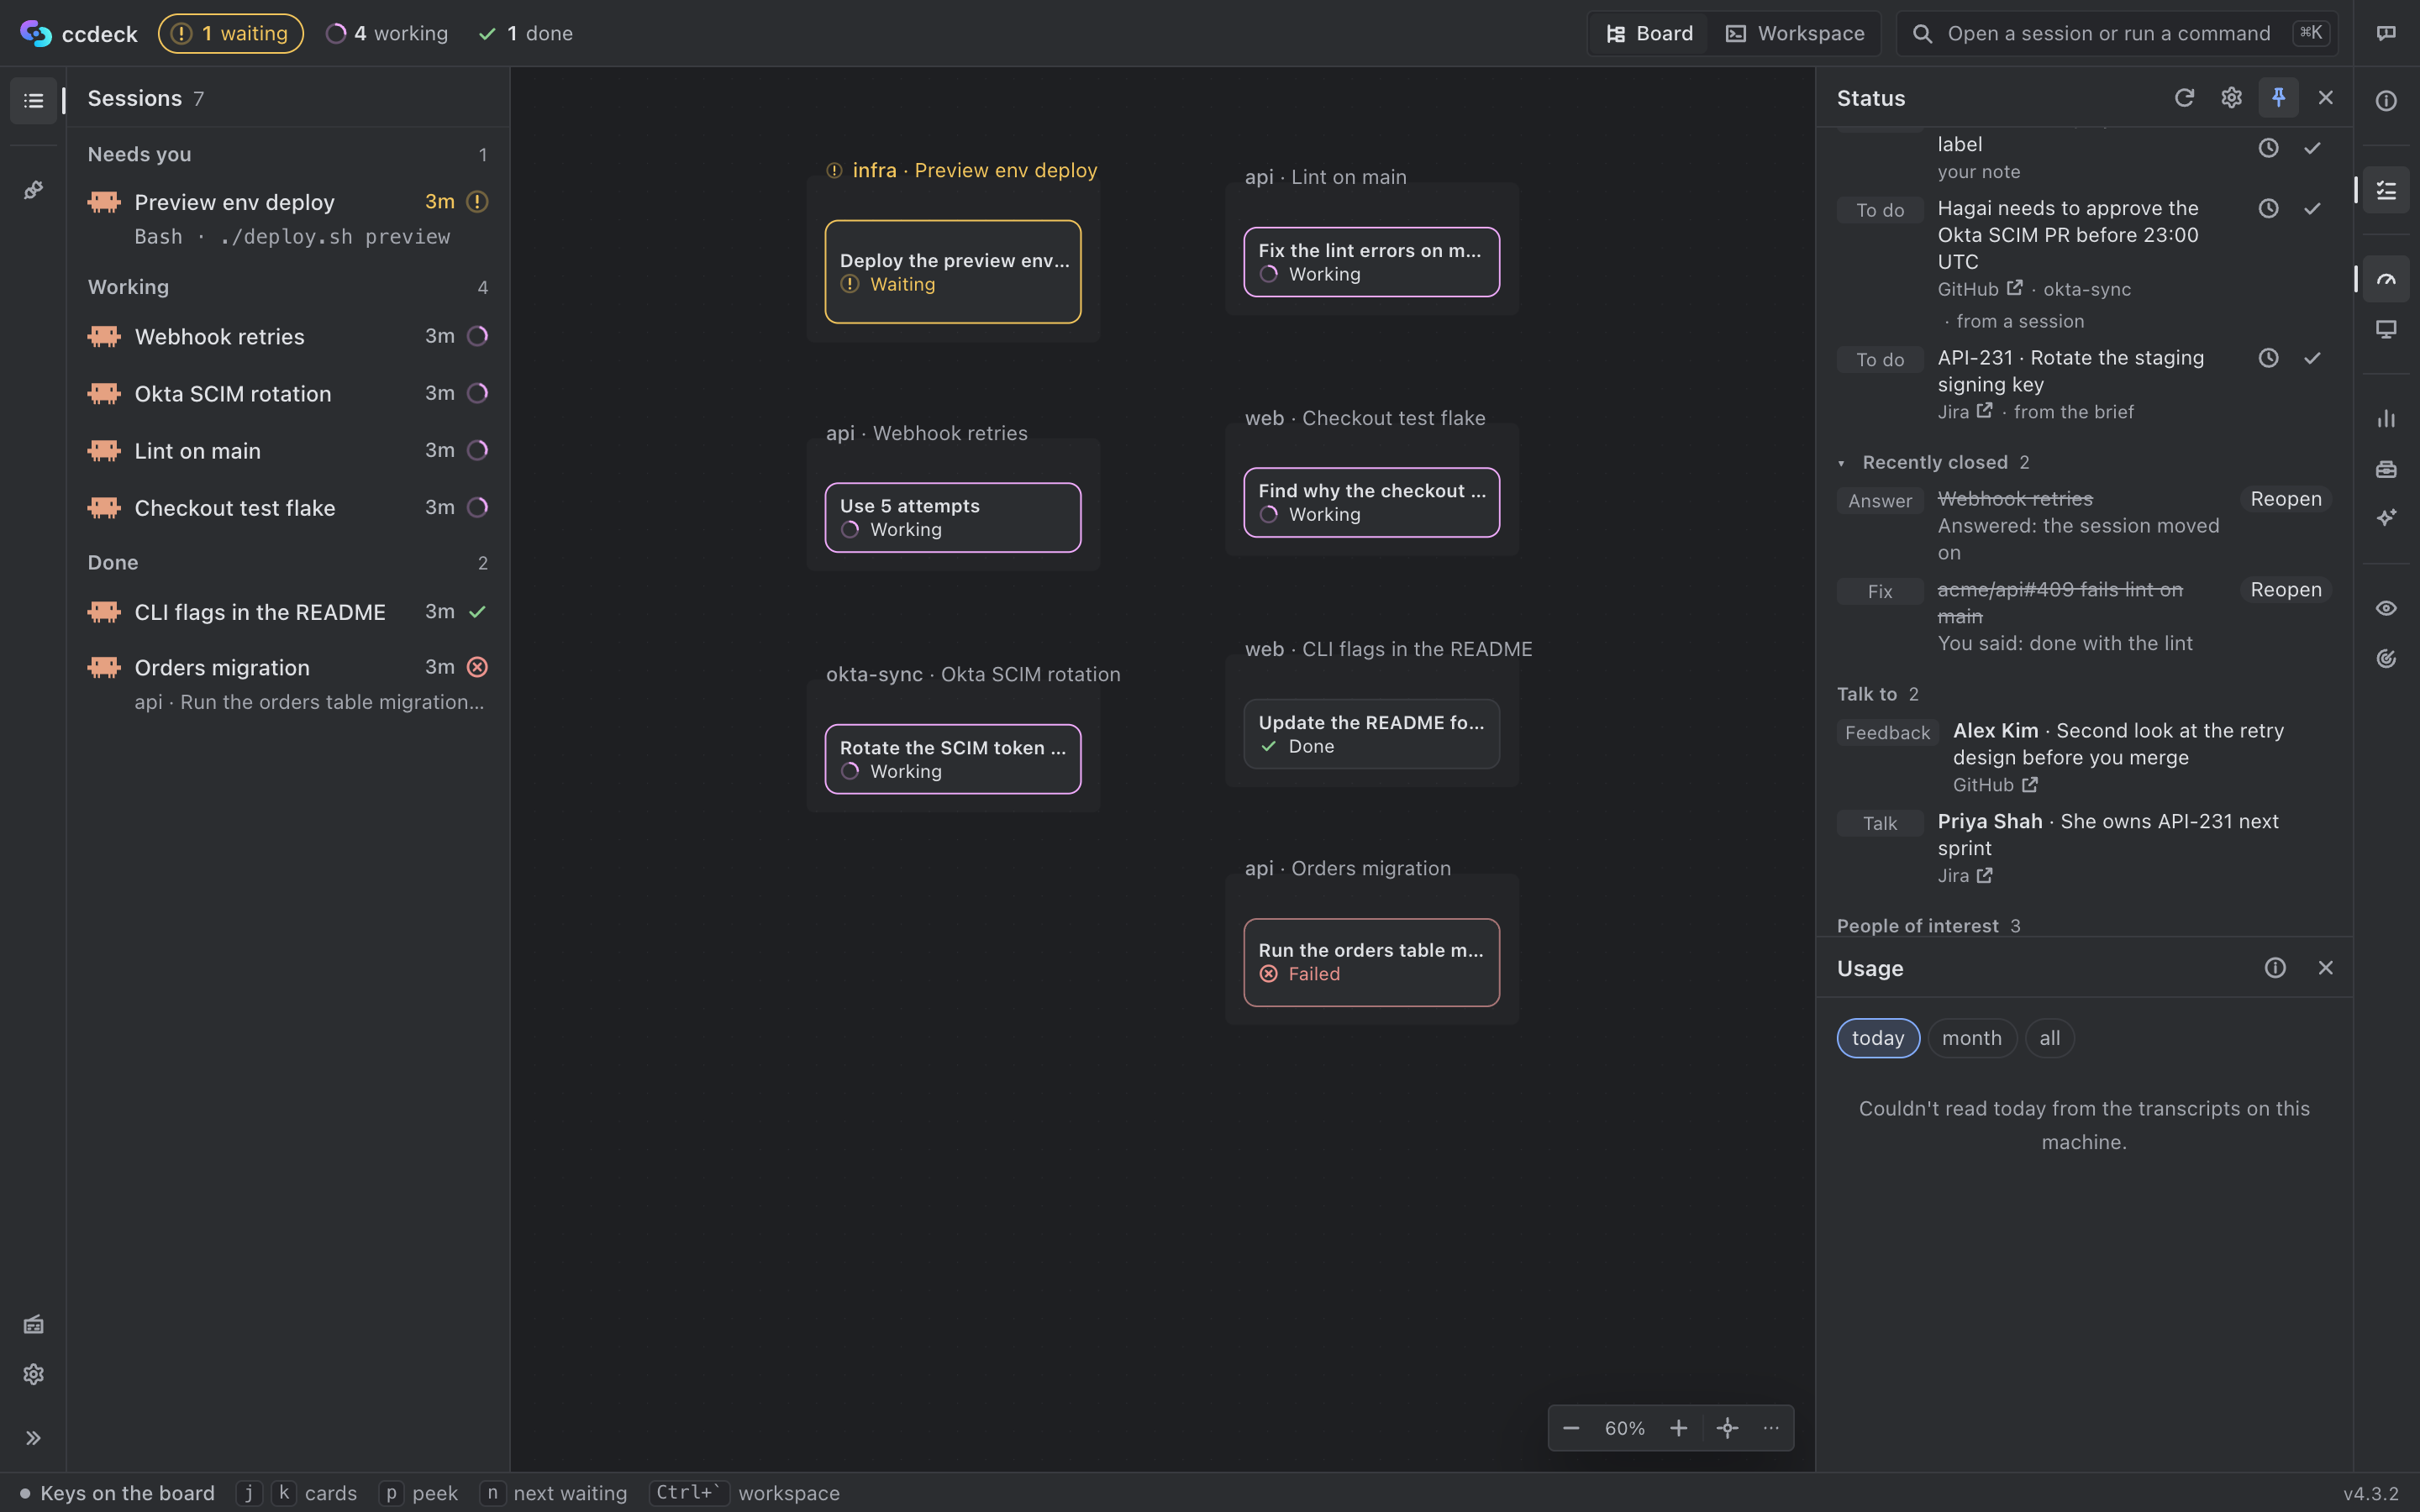 ccdeck
1 waiting
4 working
1 done
Board
Workspace
Open a session or run a command
⌘K
Sessions 7
Needs you 1
Preview env deploy 3m
Bash · ./deploy.sh preview
Working 4
Webhook retries 3m
Okta SCIM rotation 3m
Lint on main 3m
Checkout test flake 3m
Done 2
CLI flags in the README 3m
Orders migration 3m
api · Run the orders table migration...
infra · Preview env deploy
Deploy the preview env...
Waiting
api · Webhook retries
Use 5 attempts
Working
okta-sync · Okta SCIM rotation
Rotate the SCIM token ...
Working
api · Lint on main
Fix the lint errors on m...
Working
web · Checkout test flake
Find why the checkout ...
Working
web · CLI flags in the README
Update the README fo...
Done
api · Orders migration
Run the orders table m...
Failed
60%
Status
label
your note
To do
Hagai needs to approve the
Okta SCIM PR before 23:00
UTC
GitHub · okta-sync
· from a session
To do
API-231 · Rotate the staging
signing key
Jira · from the brief
Recently closed 2
Answer
Webhook retries
Reopen
Answered: the session moved
on
Fix
acme/api#409 fails lint on
main
Reopen
You said: done with the lint
Talk to 2
Feedback
Alex Kim · Second look at the retry
design before you merge
GitHub
Talk
Priya Shah · She owns API-231 next
sprint
Jira
People of interest 3
Usage
today
month
all
Couldn't read today from the transcripts on this
machine.
Keys on the board
j k cards
p peek
n next waiting
Ctrl+` workspace
v4.3.2